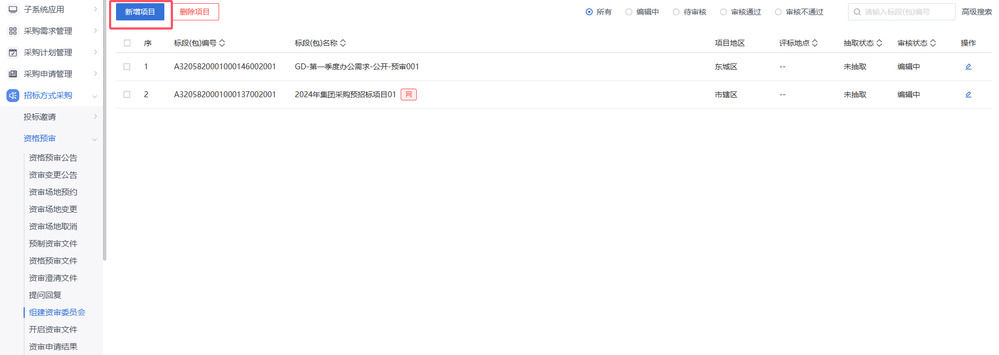 子系统应用
采购需求管理
采购计划管理
采购申请管理
招标方式采购
投标邀请
资格预审
资格预审公告
资审变更公告
资审场地预约
资审场地变更
资审场地取消
预制资审文件
资格预审文件
资审澄清文件
提问回复
组建资审委员会
开启资审文件
资审申请结果
新增项目 删除项目 所有 编辑中 待审核 审核通过 审核不通过 请输入标段(包)编号 高级搜索
序 标段(包)编号 标段(包)名称 项目地区 评标地点 抽取状态 审核状态 操作
1 A3205820001000146002001 GD-第一季度办公需求-公开-预审001 东城区 -- 未抽取 编辑中
2 A3205820001000137002001 2024年集团采购预招标项目01 网 市辖区 -- 未抽取 编辑中